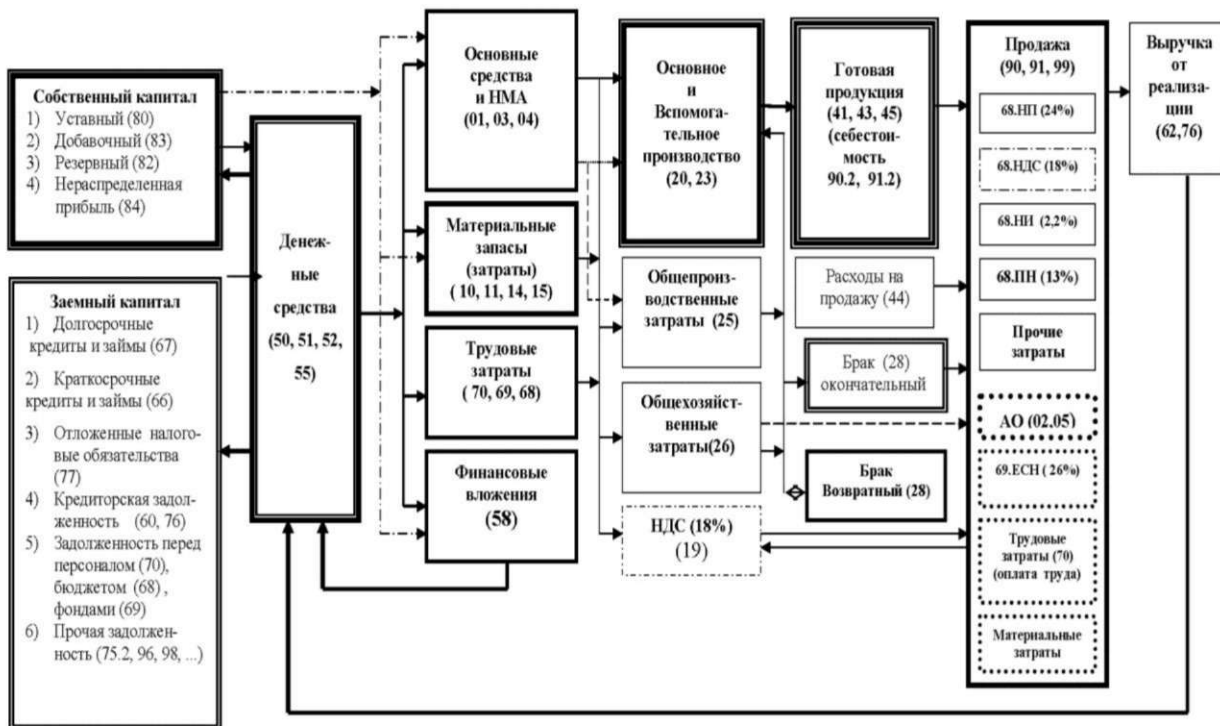 Собственный капитал
1) Уставный (80)
2) Добавочный (83)
3) Резервный (82)
4) Нераспределенная
прибыль (84)
Заемный капитал
1) Долгосрочные
кредиты и займы (67)
2) Краткосрочные
кредиты и займы (66)
3) Отложенные налого-
вые обязательства
(77)
4) Кредиторская задол-
женность (60, 76)
5) Задолженность перед
персоналом (70),
бюджетом (68) ,
фондами (69)
6) Прочая задолжен-
ность (75.2, 96, 98, ...)
Денеж-
ные
средства
(50, 51, 52,
55)
Основные
средства
и НМА
(01, 03, 04)
Материальные
запасы
(затраты)
( 10, 11, 14, 15)
Трудовые
затраты
( 70, 69, 68)
Финансовые
вложения
(58)
Основное
и
Вспомога-
тельное
производство
(20, 23)
Общепроиз-
водственные
затраты (25)
Общехозяйст-
венные
затраты(26)
НДС (18%)
(19)
Готовая
продукция
(41, 43, 45)
(себестои-
мость
90.2, 91.2)
Расходы на
продажу (44)
Брак (28)
окончательный
Брак
Возвратный (28)
Продажа
(90, 91, 99)
68.НП (24%)
68.НДС (18%)
68.НИ (2,2%)
68.ПН (13%)
Прочие
затраты
АО (02.05)
69.ЕСН ( 26%)
Трудовые
затраты (70)
(оплата труда)
Материальные
затраты
Выручка
от
реализа-
ции
(62,76)